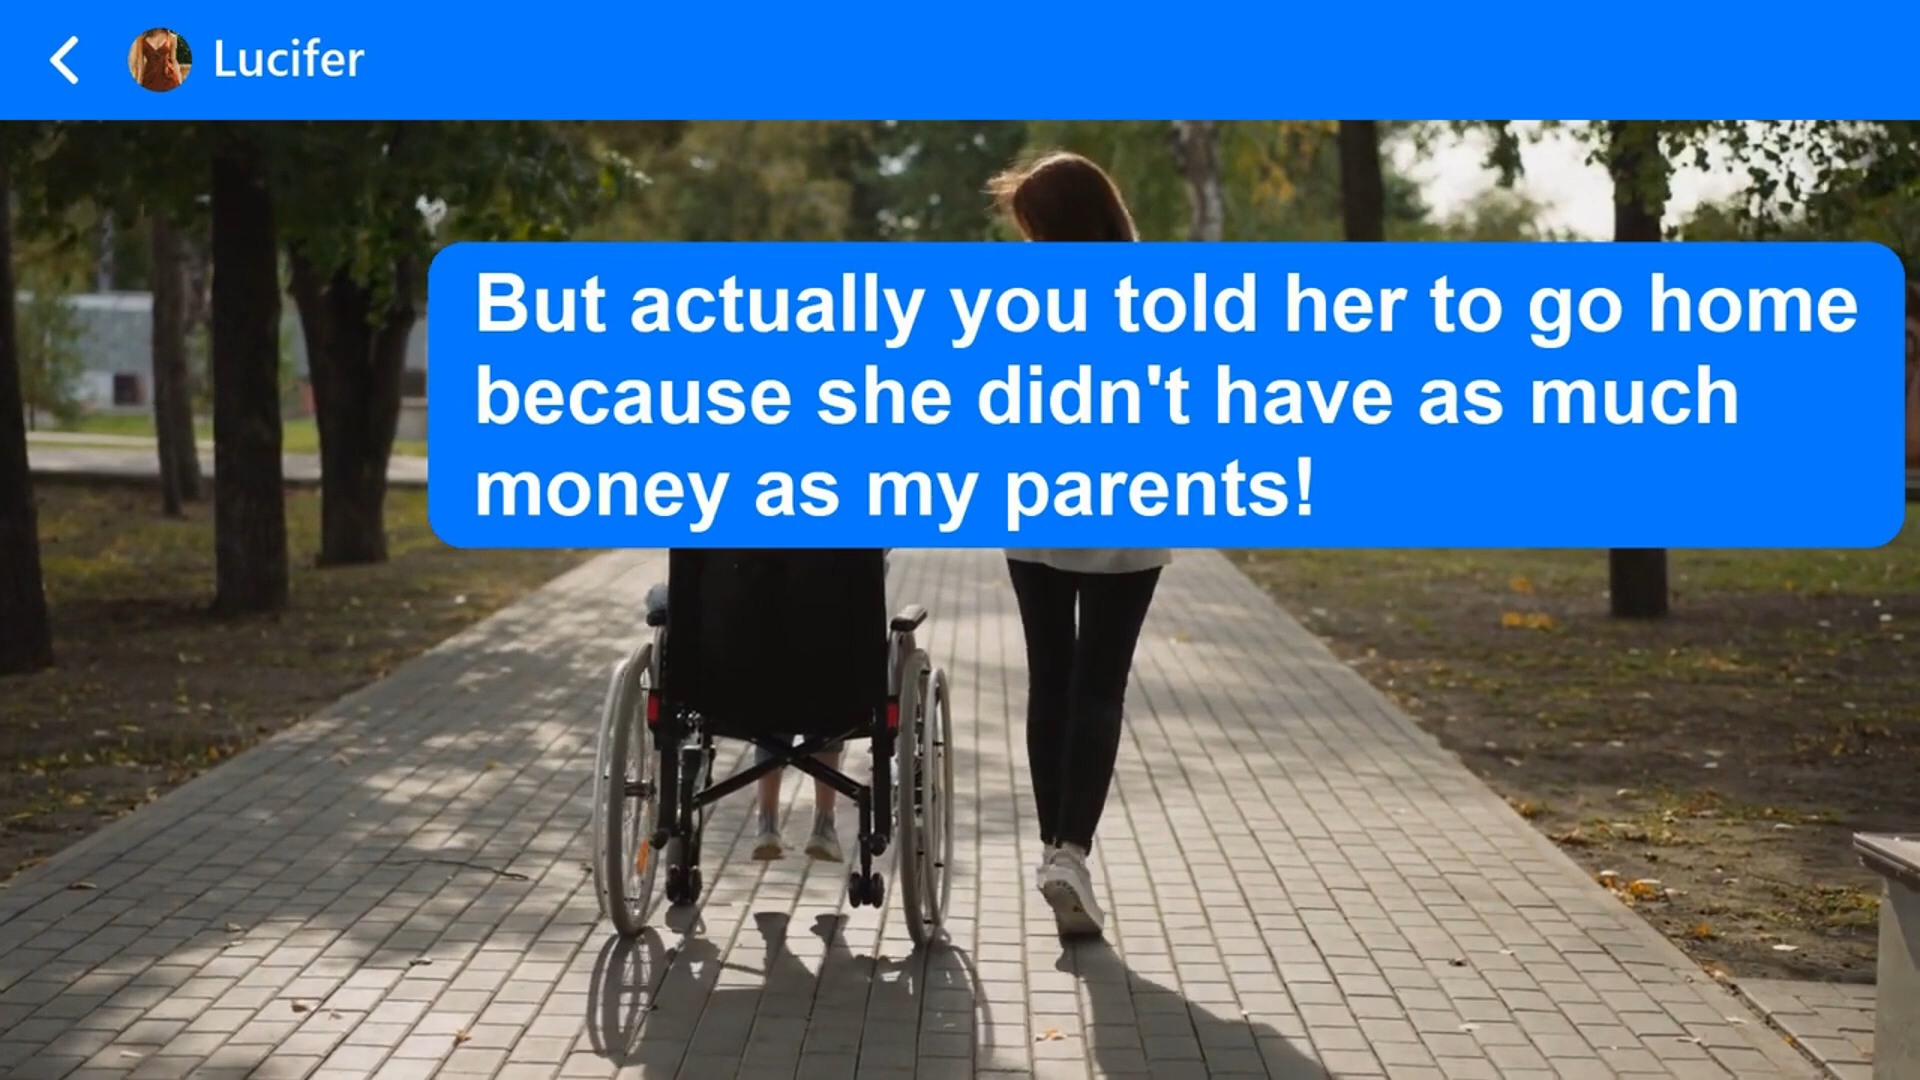 Lucifer
But actually you told her to go home
because she didn't have as much
money as my parents!